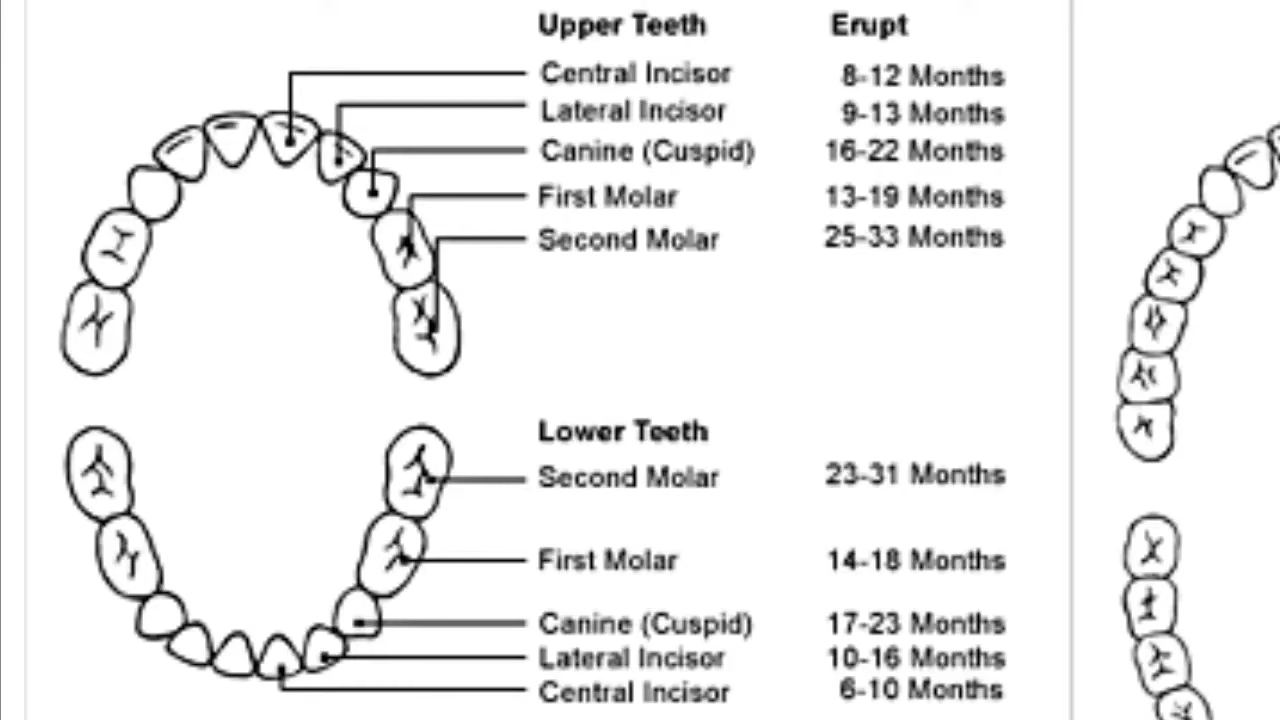 Upper Teeth Erupt
Central Incisor 8-12 Months
Lateral Incisor 9-13 Months
Canine (Cuspid) 16-22 Months
First Molar 13-19 Months
Second Molar 25-33 Months
Lower Teeth
Second Molar 23-31 Months
First Molar 14-18 Months
Canine (Cuspid) 17-23 Months
Lateral Incisor 10-16 Months
Central Incisor 6-10 Months